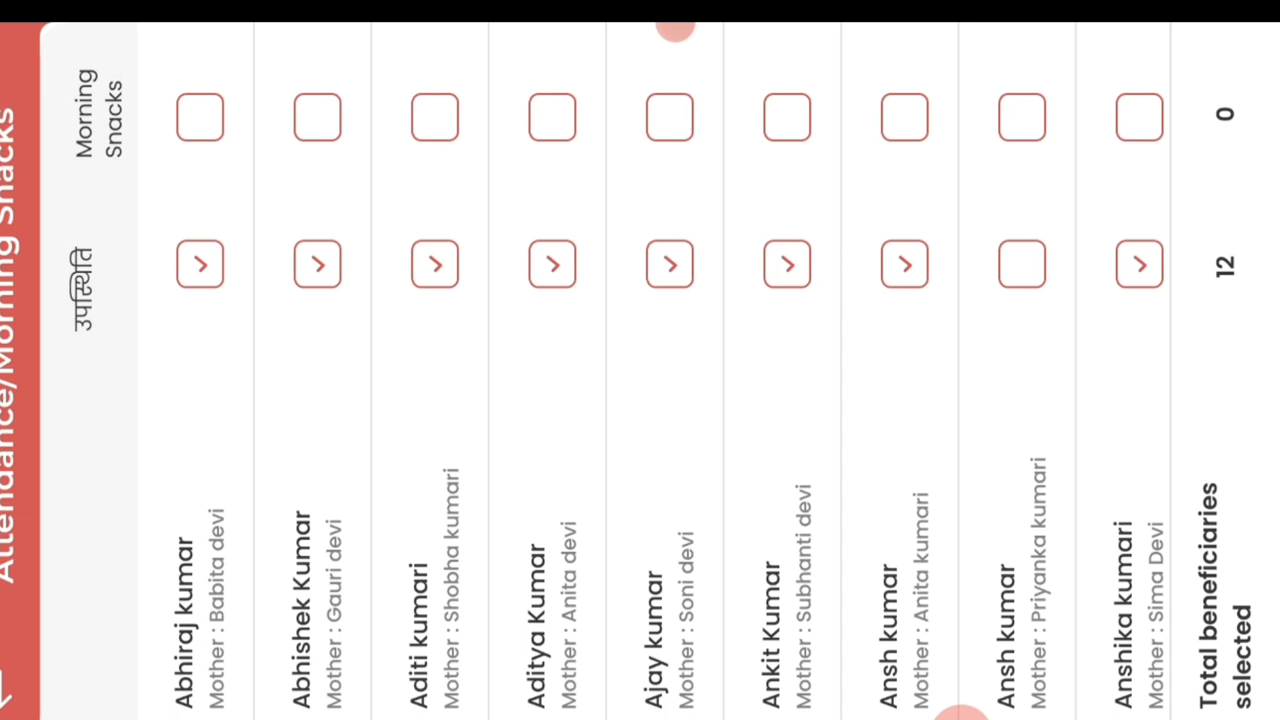 Attendance/Morning Snacks
उपस्थिति
Morning
Snacks
Abhiraj kumar
Mother : Babita devi
Abhishek Kumar
Mother : Gauri devi
Aditi kumari
Mother : Shobha kumari
Aditya Kumar
Mother : Anita devi
Ajay kumar
Mother : Soni devi
Ankit Kumar
Mother : Subhanti devi
Ansh kumar
Mother : Anita kumari
Ansh kumar
Mother : Priyanka kumari
Anshika kumari
Mother : Sima Devi
Total beneficiaries
selected
12
0